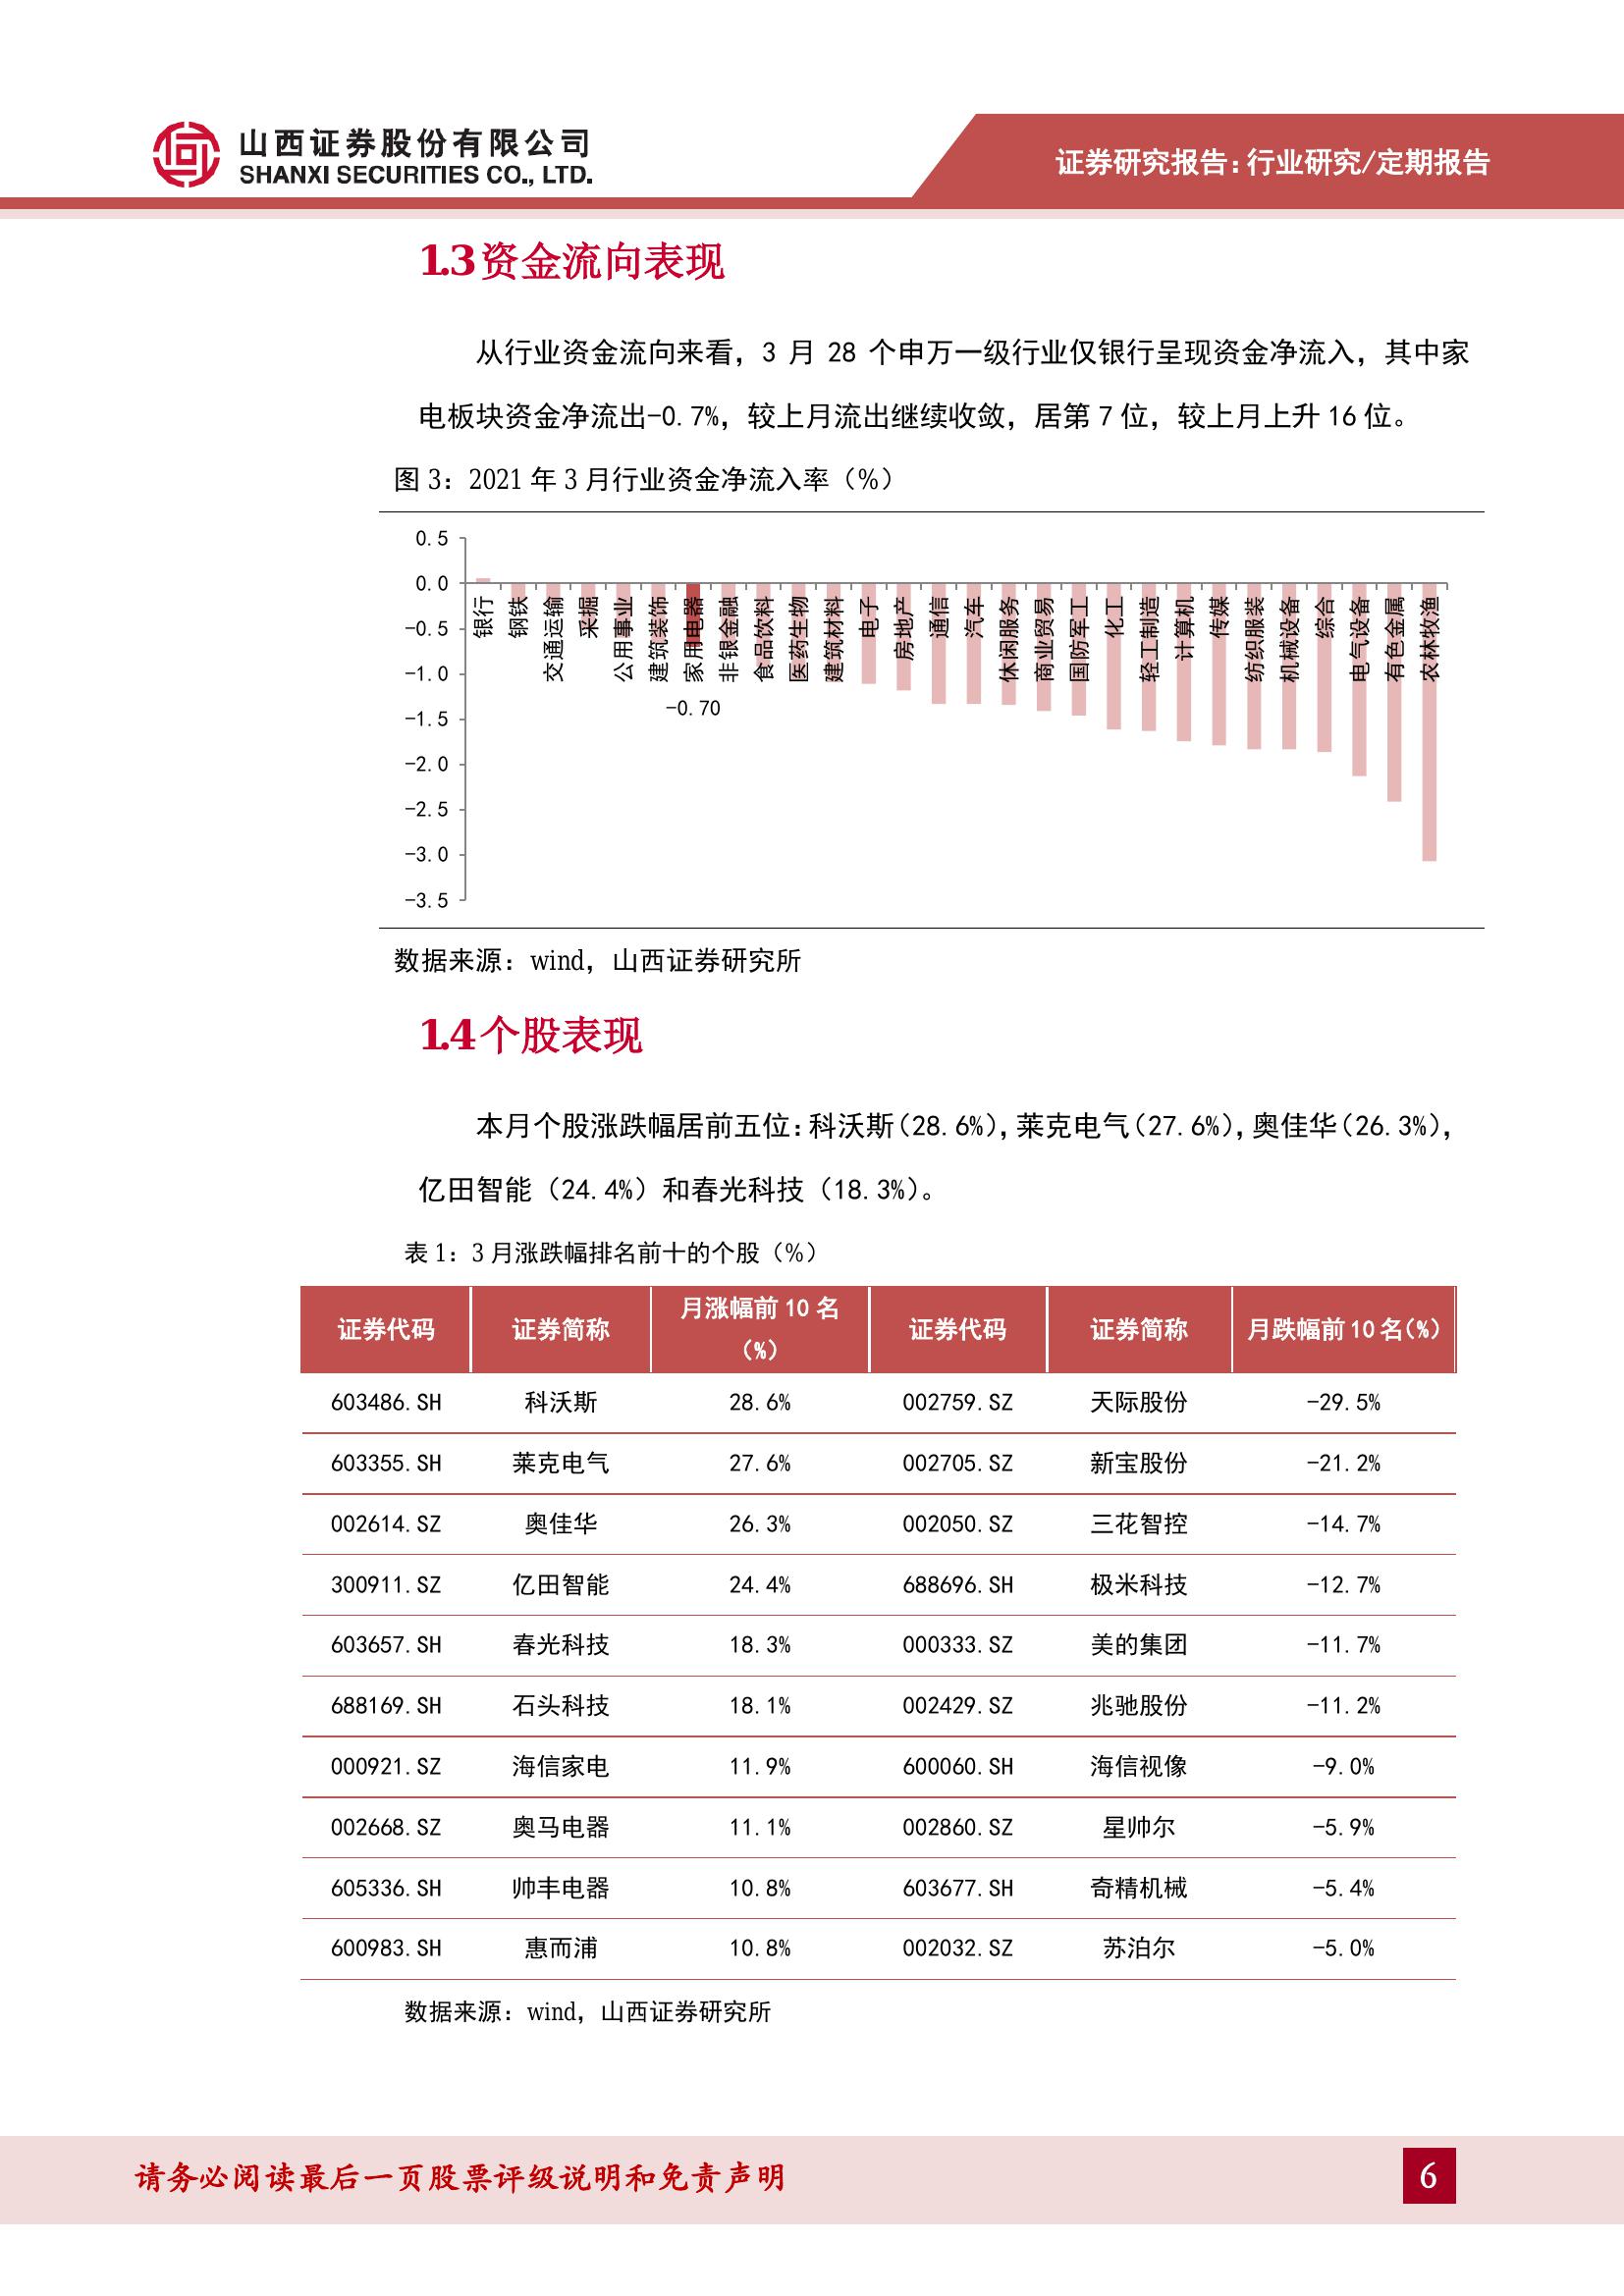 山西证券股份有限公司
SHANXI SECURITIES CO., LTD.
证券研究报告:行业研究/定期报告
1.3 资金流向表现
从行业资金流向来看，3 月 28 个申万一级行业仅银行呈现资金净流入，其中家
电板块资金净流出-0.7%，较上月流出继续收敛，居第 7 位，较上月上升 16 位。
图 3：2021 年 3 月行业资金净流入率（%）
0.5
0.0
-0.5
-1.0
-1.5
-2.0
-2.5
-3.0
-3.5
银行
钢铁
交通运输
采掘
公用事业
建筑装饰
家用电器
非银金融
食品饮料
医药生物
建筑材料
电子
房地产
通信
汽车
休闲服务
商业贸易
国防军工
化工
轻工制造
计算机
传媒
纺织服装
机械设备
综合
电气设备
有色金属
农林牧渔
-0.70
数据来源：wind，山西证券研究所
1.4 个股表现
本月个股涨跌幅居前五位:科沃斯(28.6%),莱克电气(27.6%),奥佳华(26.3%),
亿田智能（24.4%）和春光科技（18.3%）。
表 1：3 月涨跌幅排名前十的个股（%）
证券代码 证券简称 月涨幅前 10 名（%） 证券代码 证券简称 月跌幅前 10 名(%)
603486.SH 科沃斯 28.6% 002759.SZ 天际股份 -29.5%
603355.SH 莱克电气 27.6% 002705.SZ 新宝股份 -21.2%
002614.SZ 奥佳华 26.3% 002050.SZ 三花智控 -14.7%
300911.SZ 亿田智能 24.4% 688696.SH 极米科技 -12.7%
603657.SH 春光科技 18.3% 000333.SZ 美的集团 -11.7%
688169.SH 石头科技 18.1% 002429.SZ 兆驰股份 -11.2%
000921.SZ 海信家电 11.9% 600060.SH 海信视像 -9.0%
002668.SZ 奥马电器 11.1% 002860.SZ 星帅尔 -5.9%
605336.SH 帅丰电器 10.8% 603677.SH 奇精机械 -5.4%
600983.SH 惠而浦 10.8% 002032.SZ 苏泊尔 -5.0%
数据来源：wind，山西证券研究所
请务必阅读最后一页股票评级说明和免责声明
6